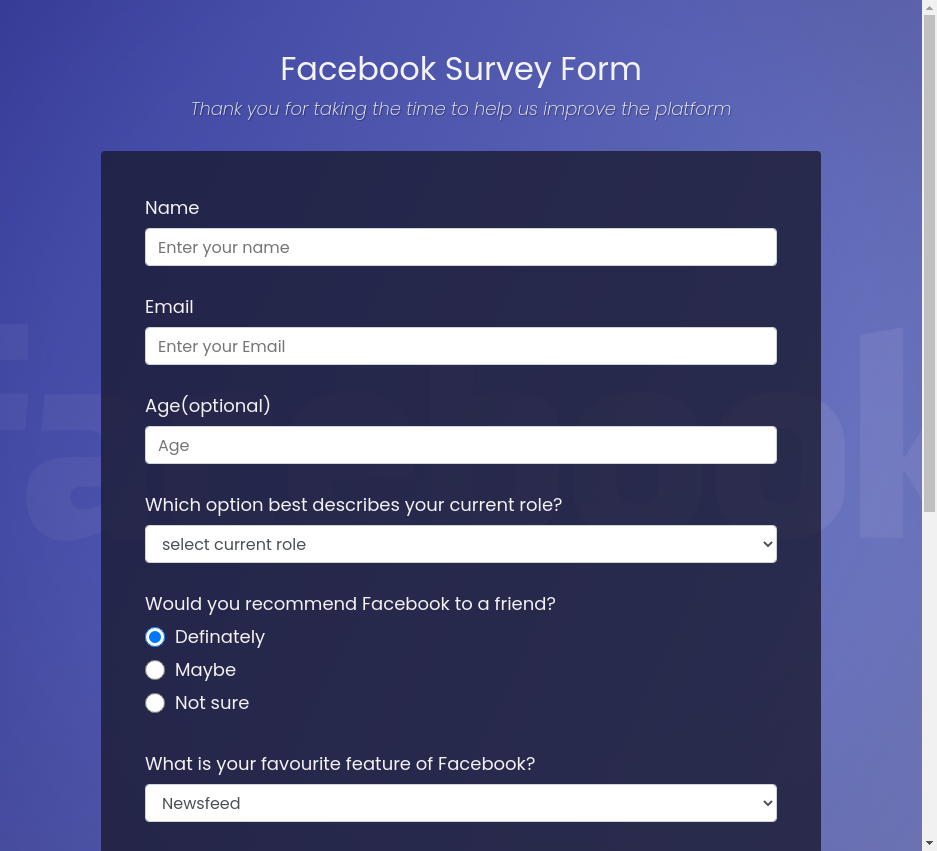 Facebook Survey Form
Thank you for taking the time to help us improve the platform
Name
Enter your name
Email
Enter your Email
Age(optional)
Age
Which option best describes your current role?
select current role
Would you recommend Facebook to a friend?
Definately
Maybe
Not sure
What is your favourite feature of Facebook?
Newsfeed
facebook